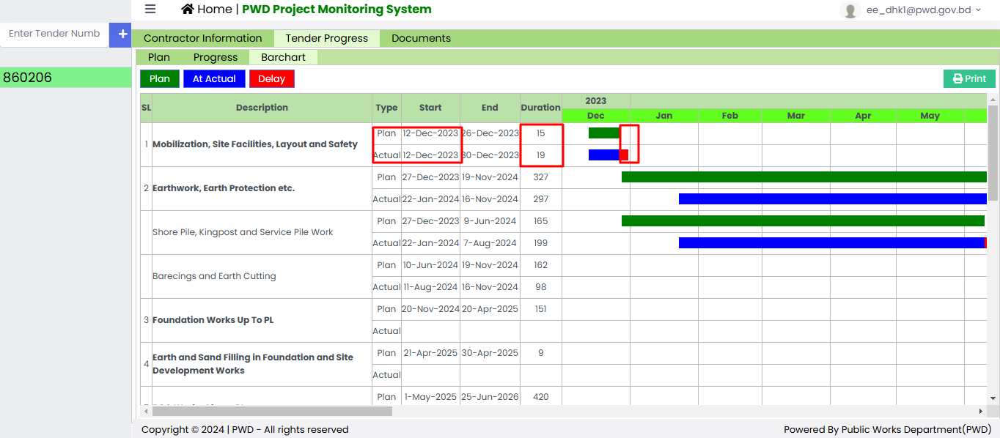 Home | PWD Project Monitoring System
ee_dhk1@pwd.gov.bd
Enter Tender Numb
+
Contractor Information Tender Progress Documents
Plan Progress Barchart
860206
Plan At Actual Delay Print
SL Description Type Start End Duration 2023
Dec Jan Feb Mar Apr May
1 Mobilization, Site Facilities, Layout and Safety Plan 12-Dec-2023 26-Dec-2023 15
Actual 12-Dec-2023 30-Dec-2023 19
2 Earthwork, Earth Protection etc. Plan 27-Dec-2023 19-Nov-2024 327
Actual 22-Jan-2024 16-Nov-2024 297
Shore Pile, Kingpost and Service Pile Work Plan 27-Dec-2023 9-Jun-2024 165
Actual 22-Jan-2024 7-Aug-2024 199
Barecings and Earth Cutting Plan 10-Jun-2024 19-Nov-2024 162
Actual 11-Aug-2024 16-Nov-2024 98
3 Foundation Works Up To PL Plan 20-Nov-2024 20-Apr-2025 151
Actual
4 Earth and Sand Filling in Foundation and Site Development Works Plan 21-Apr-2025 30-Apr-2025 9
Actual
Plan 1-May-2025 25-Jun-2026 420
Copyright © 2024 | PWD - All rights reserved
Powered By Public Works Department(PWD)